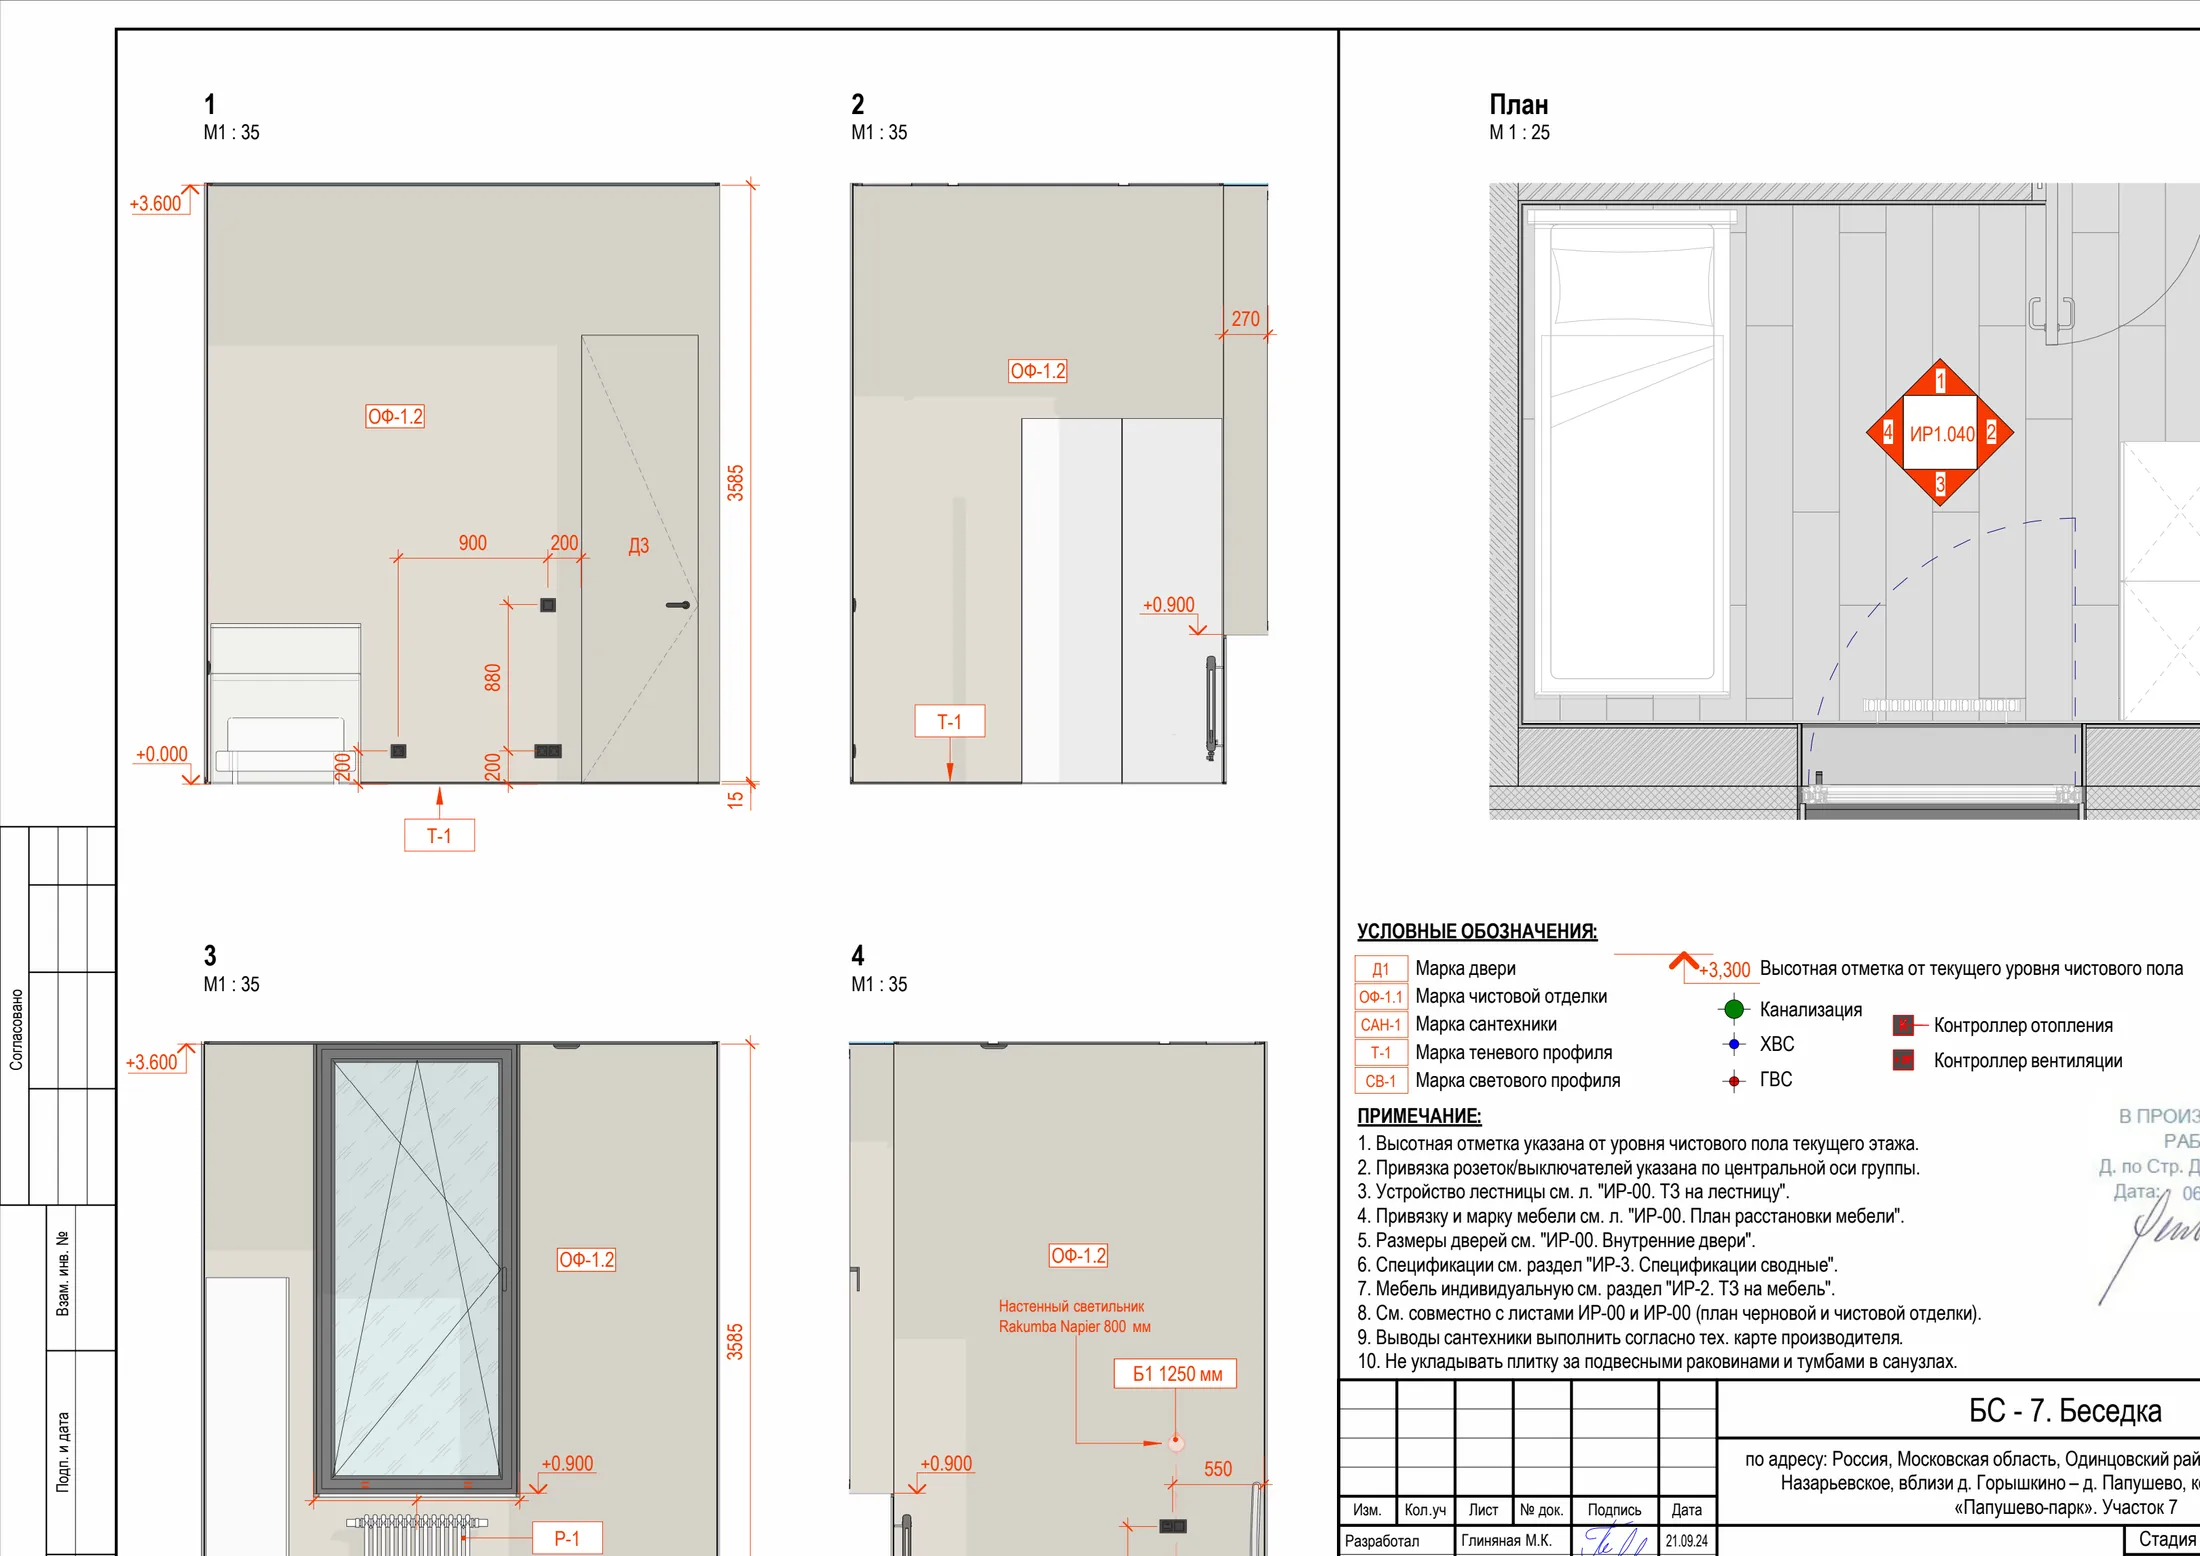 1
М1 : 35
+3.600
ОФ-1.2
3585
900
200
Д3
880
200
200
+0.000
15
Т-1
2
М1 : 35
270
ОФ-1.2
+0.900
Т-1
План
М 1 : 25
1
4
ИР1.040
2
3
3
М1 : 35
+3.600
ОФ-1.2
3585
+0.900
Р-1
4
М1 : 35
ОФ-1.2
Настенный светильник
Rakumba Napier 800 мм
Б1 1250 мм
+0.900
550
УСЛОВНЫЕ ОБОЗНАЧЕНИЯ:
Д1 Марка двери
ОФ-1.1 Марка чистовой отделки
САН-1 Марка сантехники
Т-1 Марка теневого профиля
СВ-1 Марка светового профиля
+3,300 Высотная отметка от текущего уровня чистового пола
Канализация
ХВС
ГВС
Контроллер отопления
Контроллер вентиляции
ПРИМЕЧАНИЕ:
1. Высотная отметка указана от уровня чистового пола текущего этажа.
2. Привязка розеток/выключателей указана по центральной оси группы.
3. Устройство лестницы см. л. "ИР-00. ТЗ на лестницу".
4. Привязку и марку мебели см. л. "ИР-00. План расстановки мебели".
5. Размеры дверей см. "ИР-00. Внутренние двери".
6. Спецификации см. раздел "ИР-3. Спецификации сводные".
7. Мебель индивидуальную см. раздел "ИР-2. ТЗ на мебель".
8. См. совместно с листами ИР-00 и ИР-00 (план черновой и чистовой отделки).
9. Выводы сантехники выполнить согласно тех. карте производителя.
10. Не укладывать плитку за подвесными раковинами и тумбами в санузлах.
В ПРОИЗ
РАБ
Д. по Стр. Д
Дата: 06
БС - 7. Беседка
по адресу: Россия, Московская область, Одинцовский рай
Назарьевское, вблизи д. Горышкино – д. Папушево, к
«Папушево-парк». Участок 7
Изм. Кол.уч Лист № док. Подпись Дата
Разработал Глиняная М.К. 21.09.24
Стадия
Согласовано
Взам. инв. №
Подп. и дата